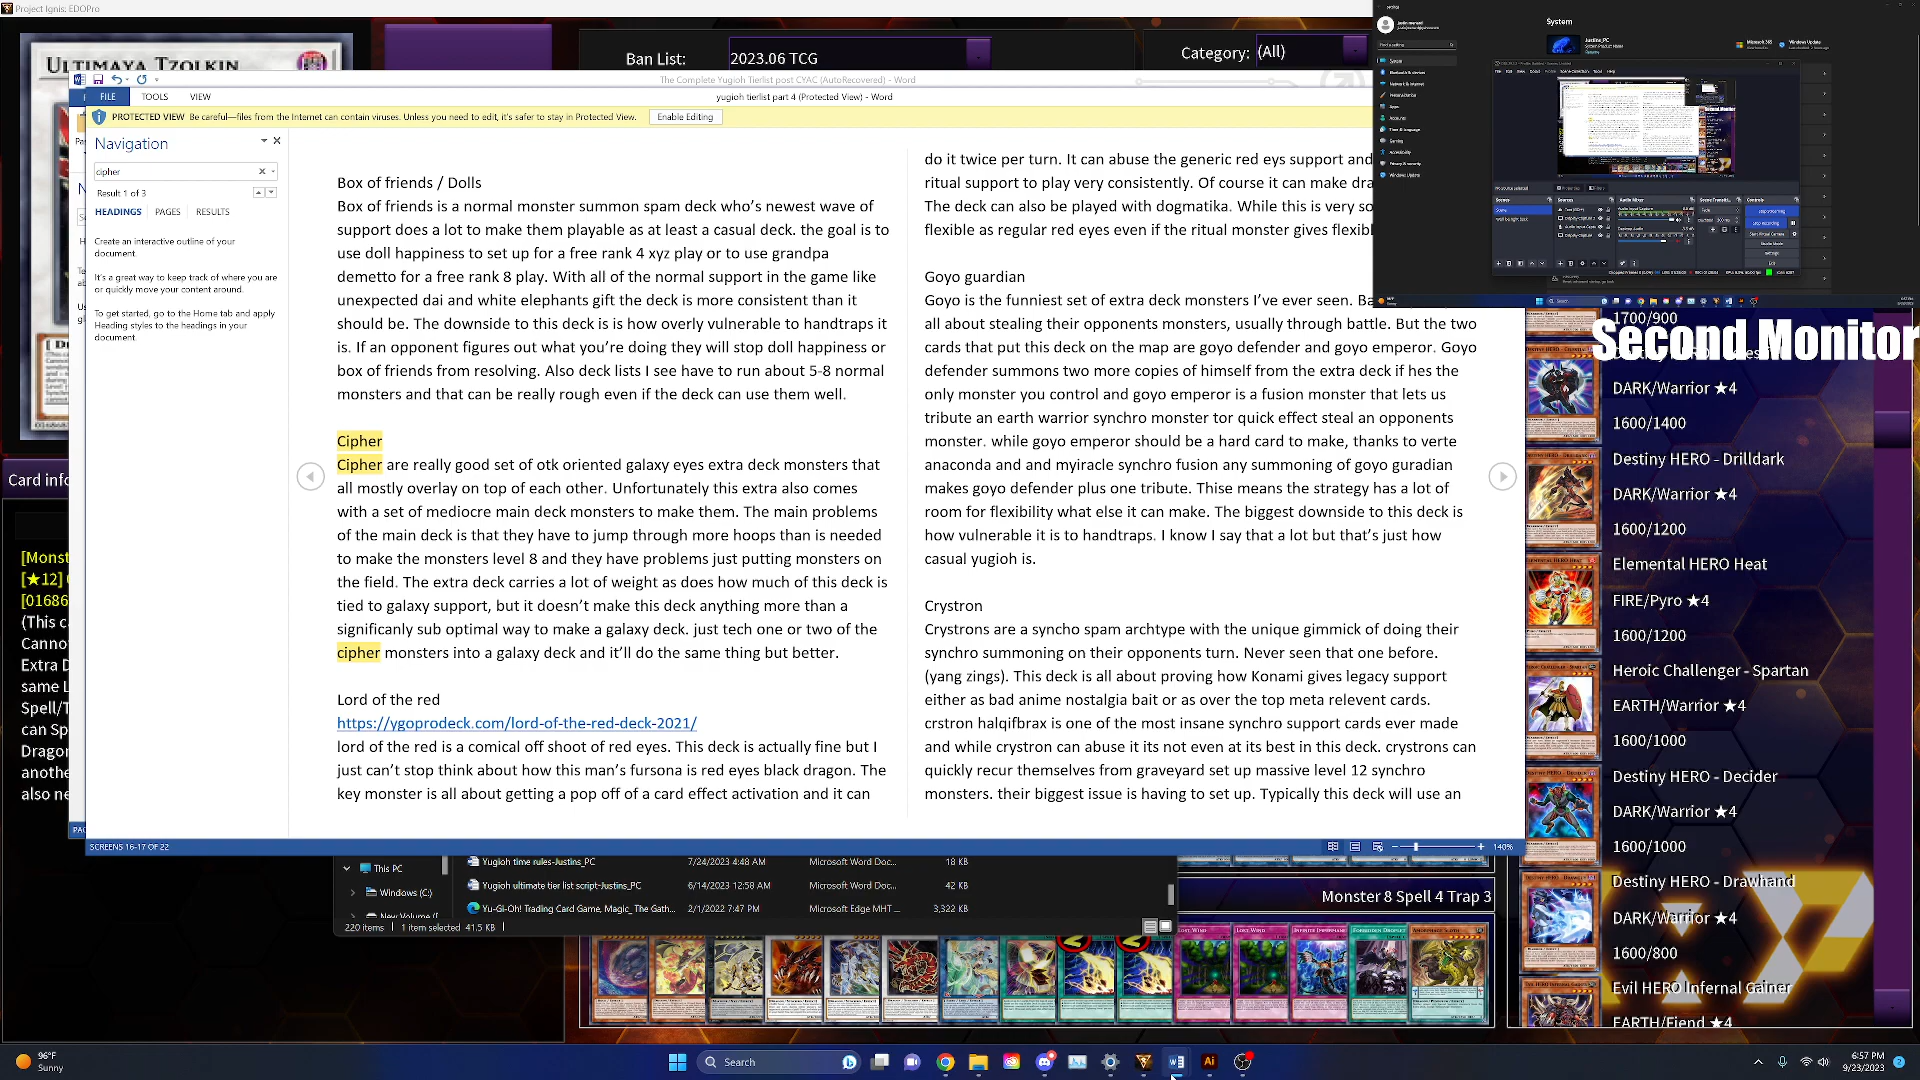 Project Ignis: EDOPro
ULTIMAYA TZOLKIN
Ban List:
2023.06 TCG
Category:
(All)
The Complete Yugioh Tierlist post CYAC (AutoRecovered) - Word
FILE
TOOLS
VIEW
yugioh tierlist part 4 (Protected View) - Word
PROTECTED VIEW Be careful—files from the Internet can contain viruses. Unless you need to edit, it's safer to stay in Protected View.
Enable Editing
Navigation
cipher
Result 1 of 3
HEADINGS
PAGES
RESULTS
Create an interactive outline of your
document.
It's a great way to keep track of where you are
or quickly move your content around.
To get started, go to the Home tab and apply
Heading styles to the headings in your
document.
Box of friends / Dolls
Box of friends is a normal monster summon spam deck who's newest wave of
support does a lot to make them playable as at least a casual deck. the goal is to
use doll happiness to set up for a free rank 4 xyz play or to use grandpa
demetto for a free rank 8 play. With all of the normal support in the game like
unexpected dai and white elephants gift the deck is more consistent than it
should be. The downside to this deck is is how overly vulnerable to handtraps it
is. If an opponent figures out what you're doing they will stop doll happiness or
box of friends from resolving. Also deck lists I see have to run about 5-8 normal
monsters and that can be really rough even if the deck can use them well.
Cipher
Cipher are really good set of otk oriented galaxy eyes extra deck monsters that
all mostly overlay on top of each other. Unfortunately this extra also comes
with a set of mediocre main deck monsters to make them. The main problems
of the main deck is that they have to jump through more hoops than is needed
to make the monsters level 8 and they have problems just putting monsters on
the field. The extra deck carries a lot of weight as does how much of this deck is
tied to galaxy support, but it doesn't make this deck anything more than a
significanly sub optimal way to make a galaxy deck. just tech one or two of the
cipher monsters into a galaxy deck and it'll do the same thing but better.
Lord of the red
https://ygoprodeck.com/lord-of-the-red-deck-2021/
lord of the red is a comical off shoot of red eyes. This deck is actually fine but I
just can't stop think about how this man's fursona is red eyes black dragon. The
key monster is all about getting a pop off of a card effect activation and it can
do it twice per turn. It can abuse the generic red eys support and
ritual support to play very consistently. Of course it can make dra
The deck can also be played with dogmatika. While this is very so
flexible as regular red eyes even if the ritual monster gives flexibl
Goyo guardian
Goyo is the funniest set of extra deck monsters I've ever seen. Ba
all about stealing their opponents monsters, usually through battle. But the two
cards that put this deck on the map are goyo defender and goyo emperor. Goyo
defender summons two more copies of himself from the extra deck if hes the
only monster you control and goyo emperor is a fusion monster that lets us
tribute an earth warrior synchro monster tor quick effect steal an opponents
monster. while goyo emperor should be a hard card to make, thanks to verte
anaconda and and myiracle synchro fusion any summoning of goyo guradian
makes goyo defender plus one tribute. Thise means the strategy has a lot of
room for flexibility what else it can make. The biggest downside to this deck is
how vulnerable it is to handtraps. I know I say that a lot but that's just how
casual yugioh is.
Crystron
Crystrons are a syncho spam archtype with the unique gimmick of doing their
synchro summoning on their opponents turn. Never seen that one before.
(yang zings). This deck is all about proving how Konami gives legacy support
either as bad anime nostalgia bait or as over the top meta relevent cards.
crstron halqifbrax is one of the most insane synchro support cards ever made
and while crystron can abuse it its not even at its best in this deck. crystrons can
quickly recur themselves from graveyard set up massive level 12 synchro
monsters. their biggest issue is having to set up. Typically this deck will use an
SCREENS 16-17 OF 22
140%
Card info
[Monst
[★12]
[01686
(This ca
Canno
Extra D
same L
Spell/T
can Sp
Dragon
anothe
also ne
System
Second Monitor
1700/900
DARK/Warrior ★4
1600/1400
Destiny HERO - Drilldark
DARK/Warrior ★4
1600/1200
Elemental HERO Heat
FIRE/Pyro ★4
1600/1200
Heroic Challenger - Spartan
EARTH/Warrior ★4
1600/1000
Destiny HERO - Decider
DARK/Warrior ★4
1600/1000
Destiny HERO - Drawhand
DARK/Warrior ★4
1600/800
Evil HERO Infernal Gainer
EARTH/Fiend ★4
This PC
Windows (C:)
New Volume (
Yugioh time rules-Justins_PC 7/24/2023 4:48 AM Microsoft Word Doc... 18 KB
Yugioh ultimate tier list script-Justins_PC 6/14/2023 12:58 AM Microsoft Word Doc... 42 KB
Yu-Gi-Oh! Trading Card Game, Magic_ The Gath... 2/1/2022 7:47 PM Microsoft Edge MHT... 3,322 KB
220 items
1 item selected 41.5 KB
Monster 8 Spell 4 Trap 3
96°F
Sunny
Search
6:57 PM
9/23/2023